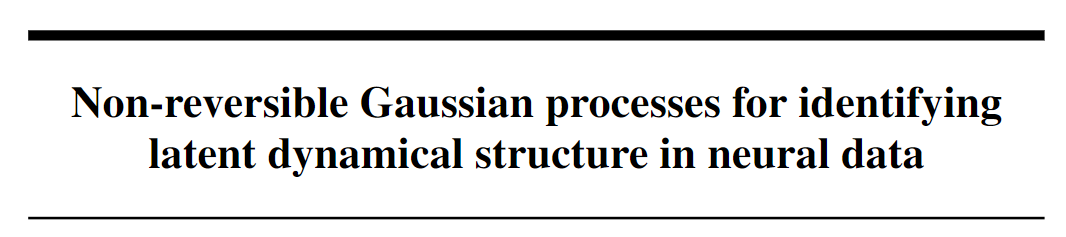 Non-reversible Gaussian processes for identifying
latent dynamical structure in neural data